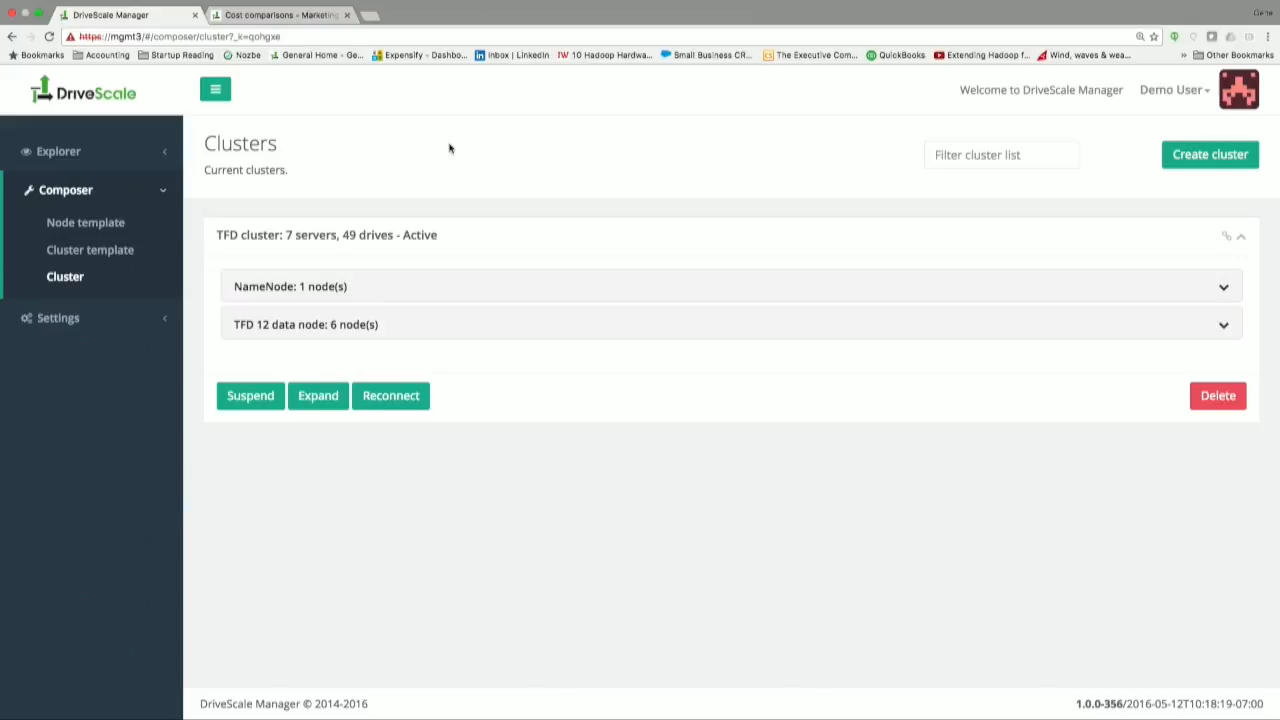 DriveScale Manager
Cost comparisons - Marketing
Gene
https://mgmt3/#/composer/cluster?_k=qohgxe
Bookmarks Accounting Startup Reading Nozbe General Home - Ge... Expensify - Dashbo... Inbox | LinkedIn 10 Hadoop Hardwa... Small Business CR... The Executive Com... QuickBooks Extending Hadoop f... Wind, waves & wea... » Other Bookmarks
DriveScale
Welcome to DriveScale Manager
Demo User
Explorer
Composer
Node template
Cluster template
Cluster
Settings
Clusters
Current clusters.
Filter cluster list
Create cluster
TFD cluster: 7 servers, 49 drives - Active
NameNode: 1 node(s)
TFD 12 data node: 6 node(s)
Suspend
Expand
Reconnect
Delete
DriveScale Manager © 2014-2016
1.0.0-356/2016-05-12T10:18:19-07:00